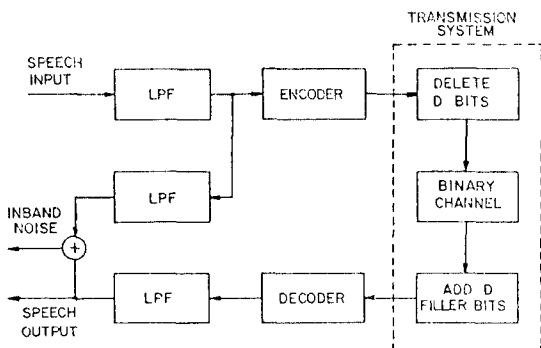 TRANSMISSION
SYSTEM
SPEECH
INPUT
LPF
ENCODER
DELETE
D BITS
LPF
BINARY
CHANNEL
INBAND
NOISE
+
SPEECH
OUTPUT
LPF
DECODER
ADD D
FILLER BITS